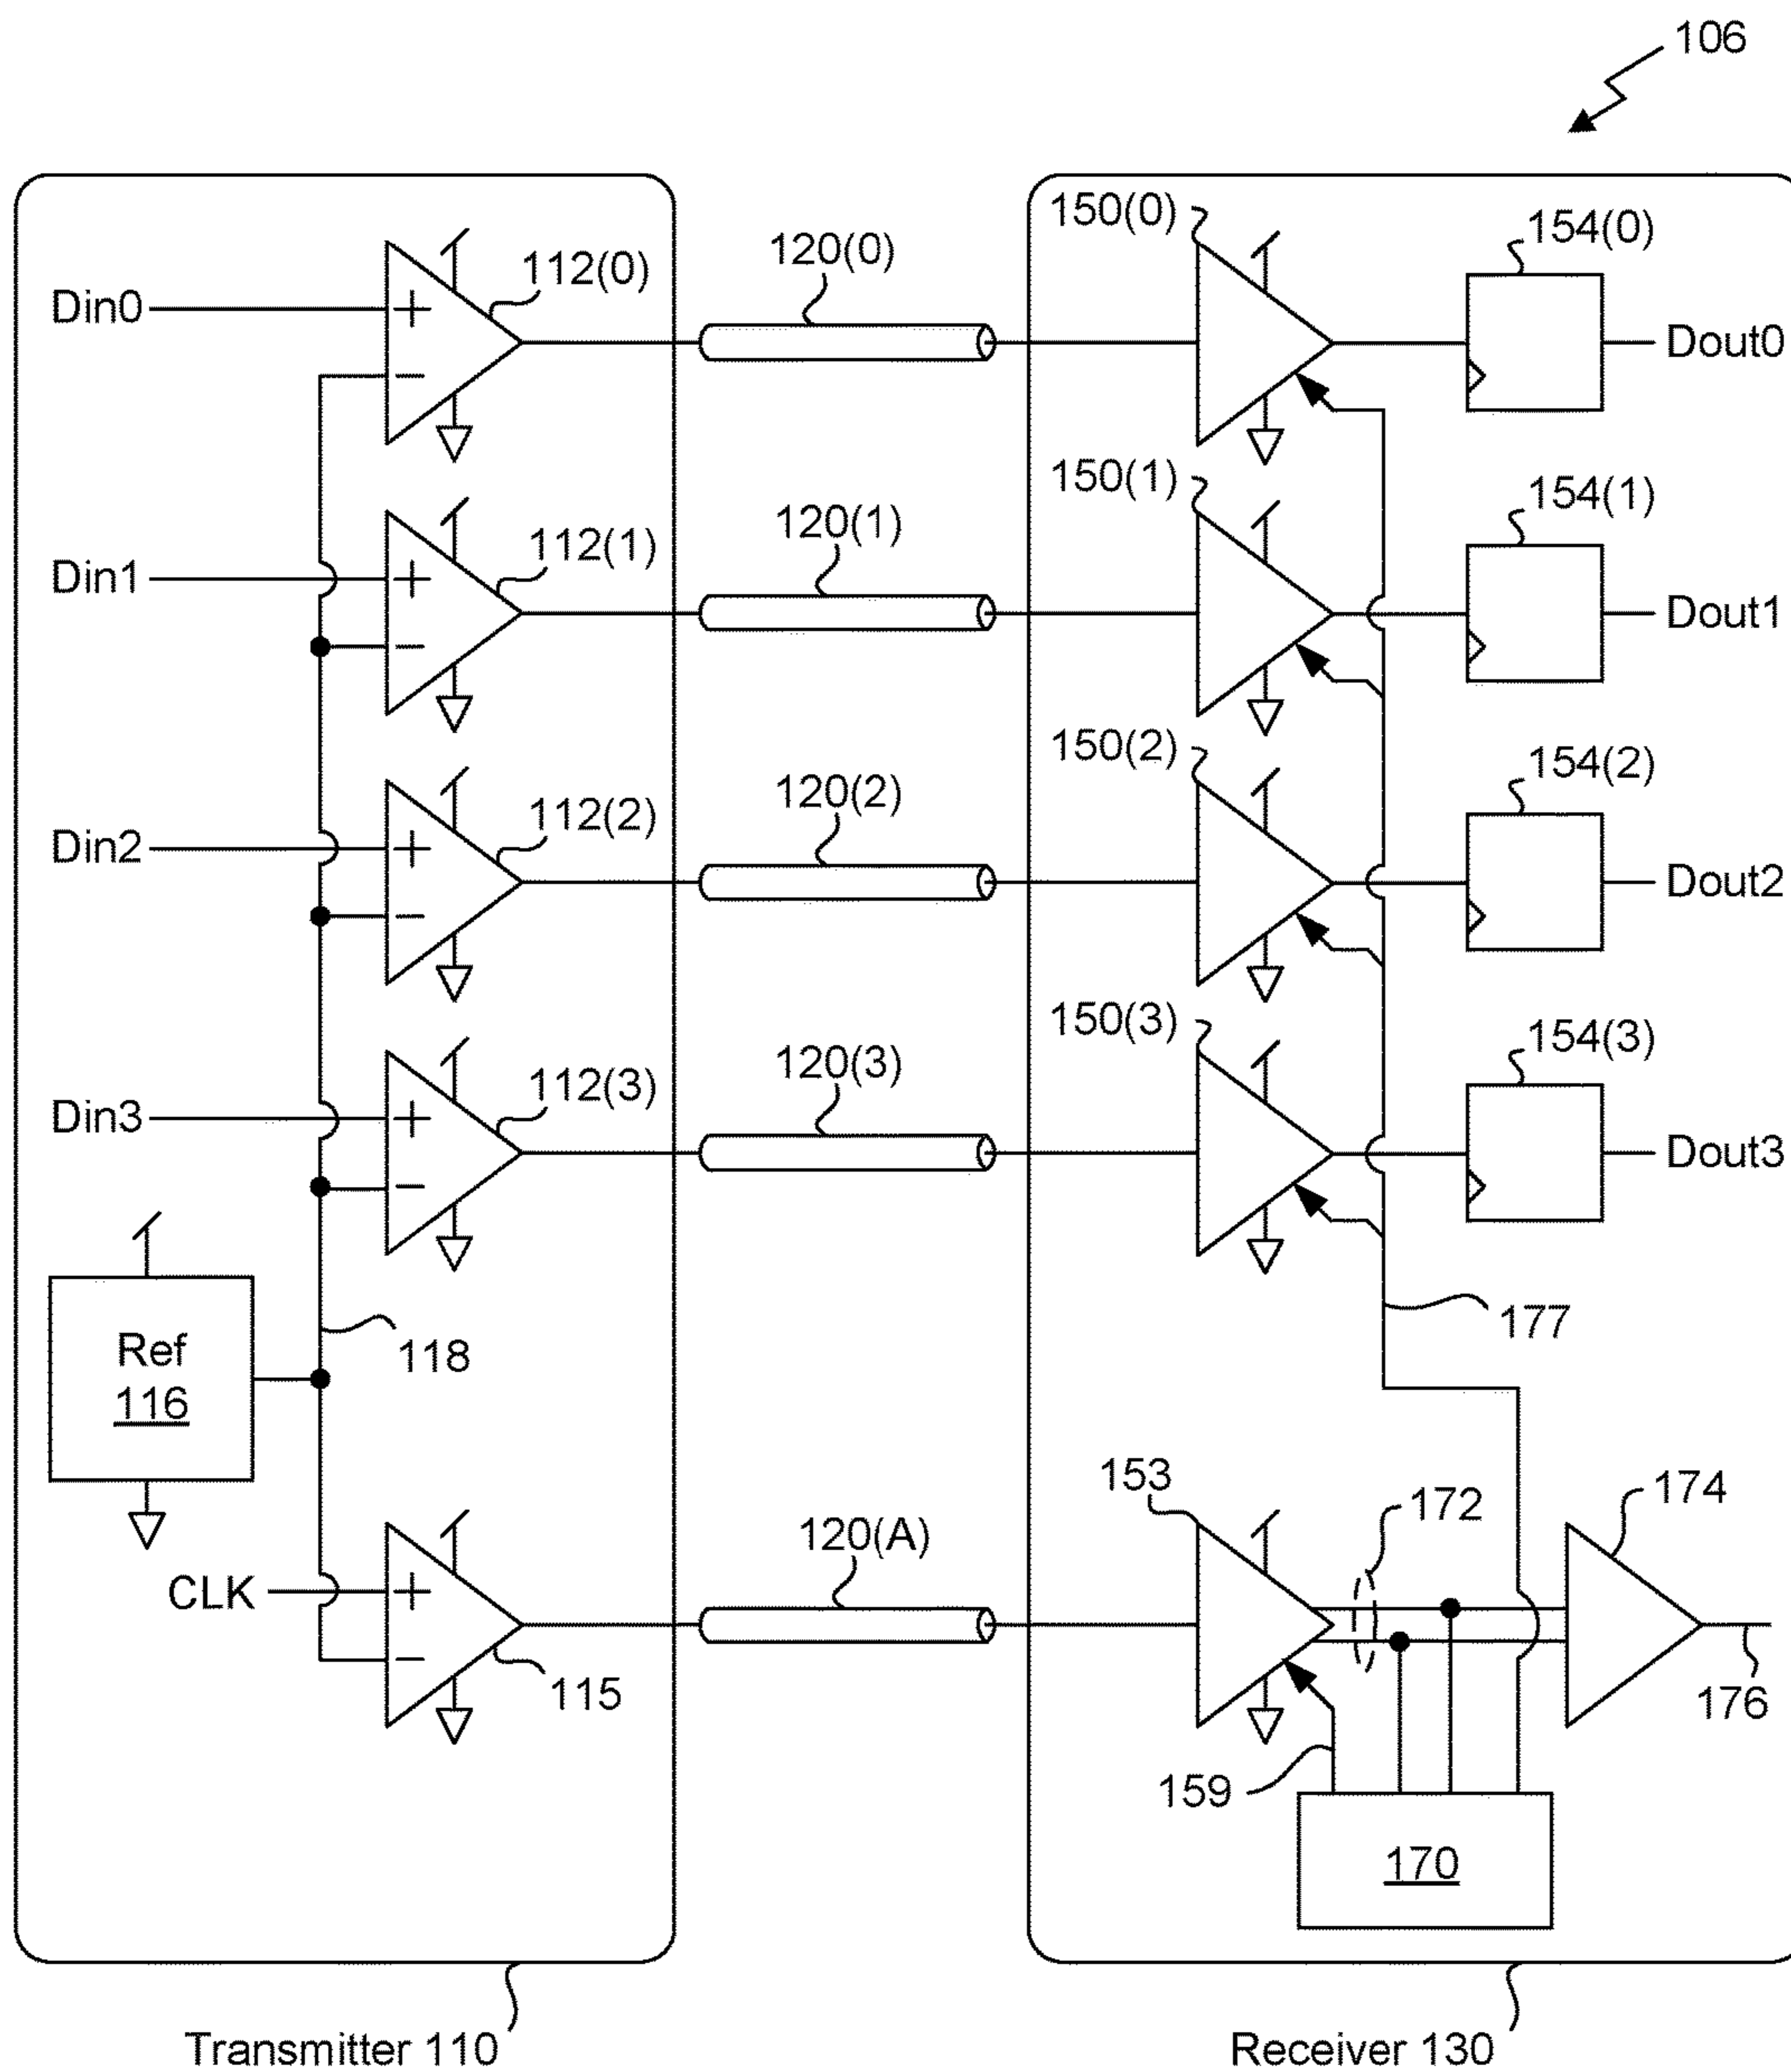 106
150(0)
154(0)
120(0)
112(0)
Din0
+
−
Dout0
150(1)
154(1)
120(1)
112(1)
Din1
+
−
Dout1
150(2)
154(2)
120(2)
112(2)
Din2
+
−
Dout2
150(3)
154(3)
120(3)
112(3)
Din3
+
−
Dout3
177
118
Ref
116
153
172
174
120(A)
CLK
+
−
115
176
159
170
Transmitter 110
Receiver 130